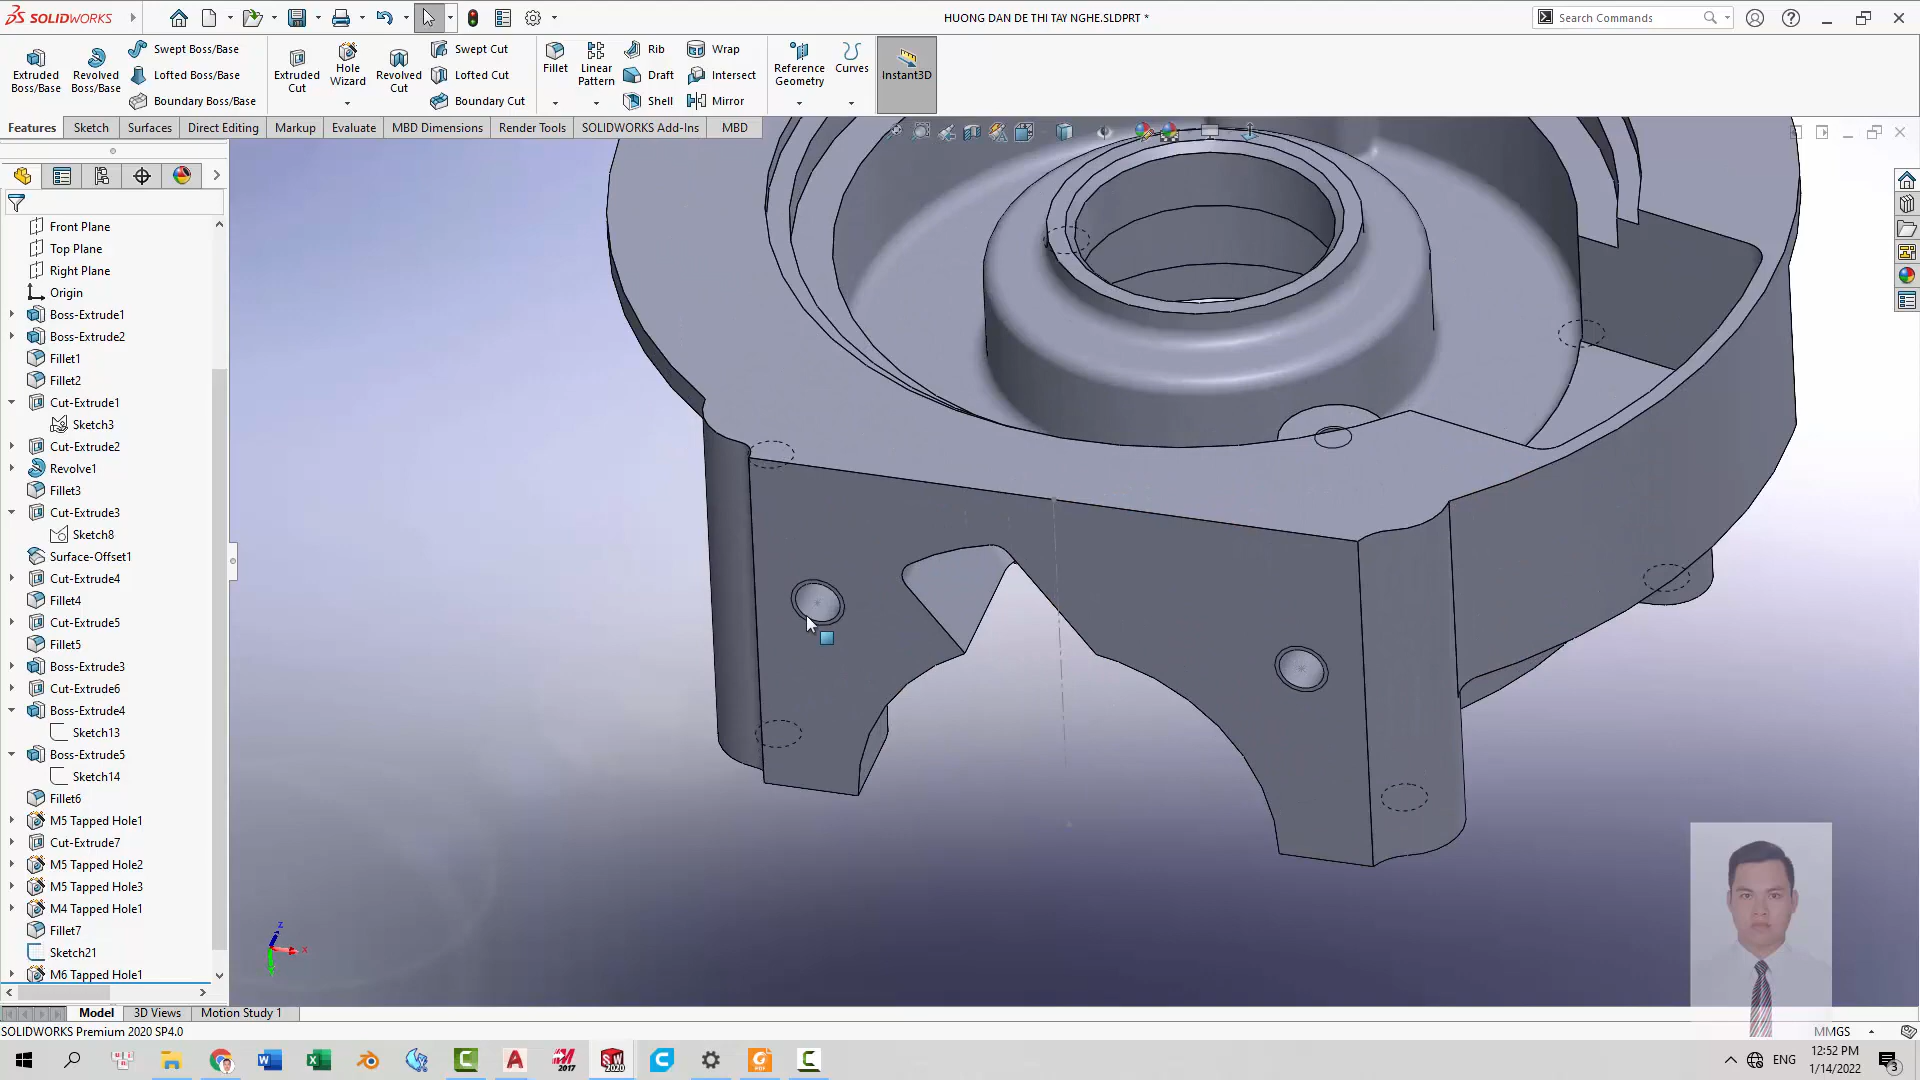 SOLIDWORKS
HUONG DAN DE THI TAY NGHE.SLDPRT *
Search Commands
Extruded Boss/Base
Revolved Boss/Base
Swept Boss/Base
Lofted Boss/Base
Boundary Boss/Base
Extruded Cut
Hole Wizard
Revolved Cut
Swept Cut
Lofted Cut
Boundary Cut
Fillet
Linear Pattern
Rib
Draft
Shell
Wrap
Intersect
Mirror
Reference Geometry
Curves
Instant3D
Features
Sketch
Surfaces
Direct Editing
Markup
Evaluate
MBD Dimensions
Render Tools
SOLIDWORKS Add-Ins
MBD
Front Plane
Top Plane
Right Plane
Origin
Boss-Extrude1
Boss-Extrude2
Fillet1
Fillet2
Cut-Extrude1
Sketch3
Cut-Extrude2
Revolve1
Fillet3
Cut-Extrude3
Sketch8
Surface-Offset1
Cut-Extrude4
Fillet4
Cut-Extrude5
Fillet5
Boss-Extrude3
Cut-Extrude6
Boss-Extrude4
Sketch13
Boss-Extrude5
Sketch14
Fillet6
M5 Tapped Hole1
Cut-Extrude7
M5 Tapped Hole2
M5 Tapped Hole3
M4 Tapped Hole1
Fillet7
Sketch21
M6 Tapped Hole1
Model
3D Views
Motion Study 1
SOLIDWORKS Premium 2020 SP4.0
MMGS
ENG
12:52 PM
1/14/2022